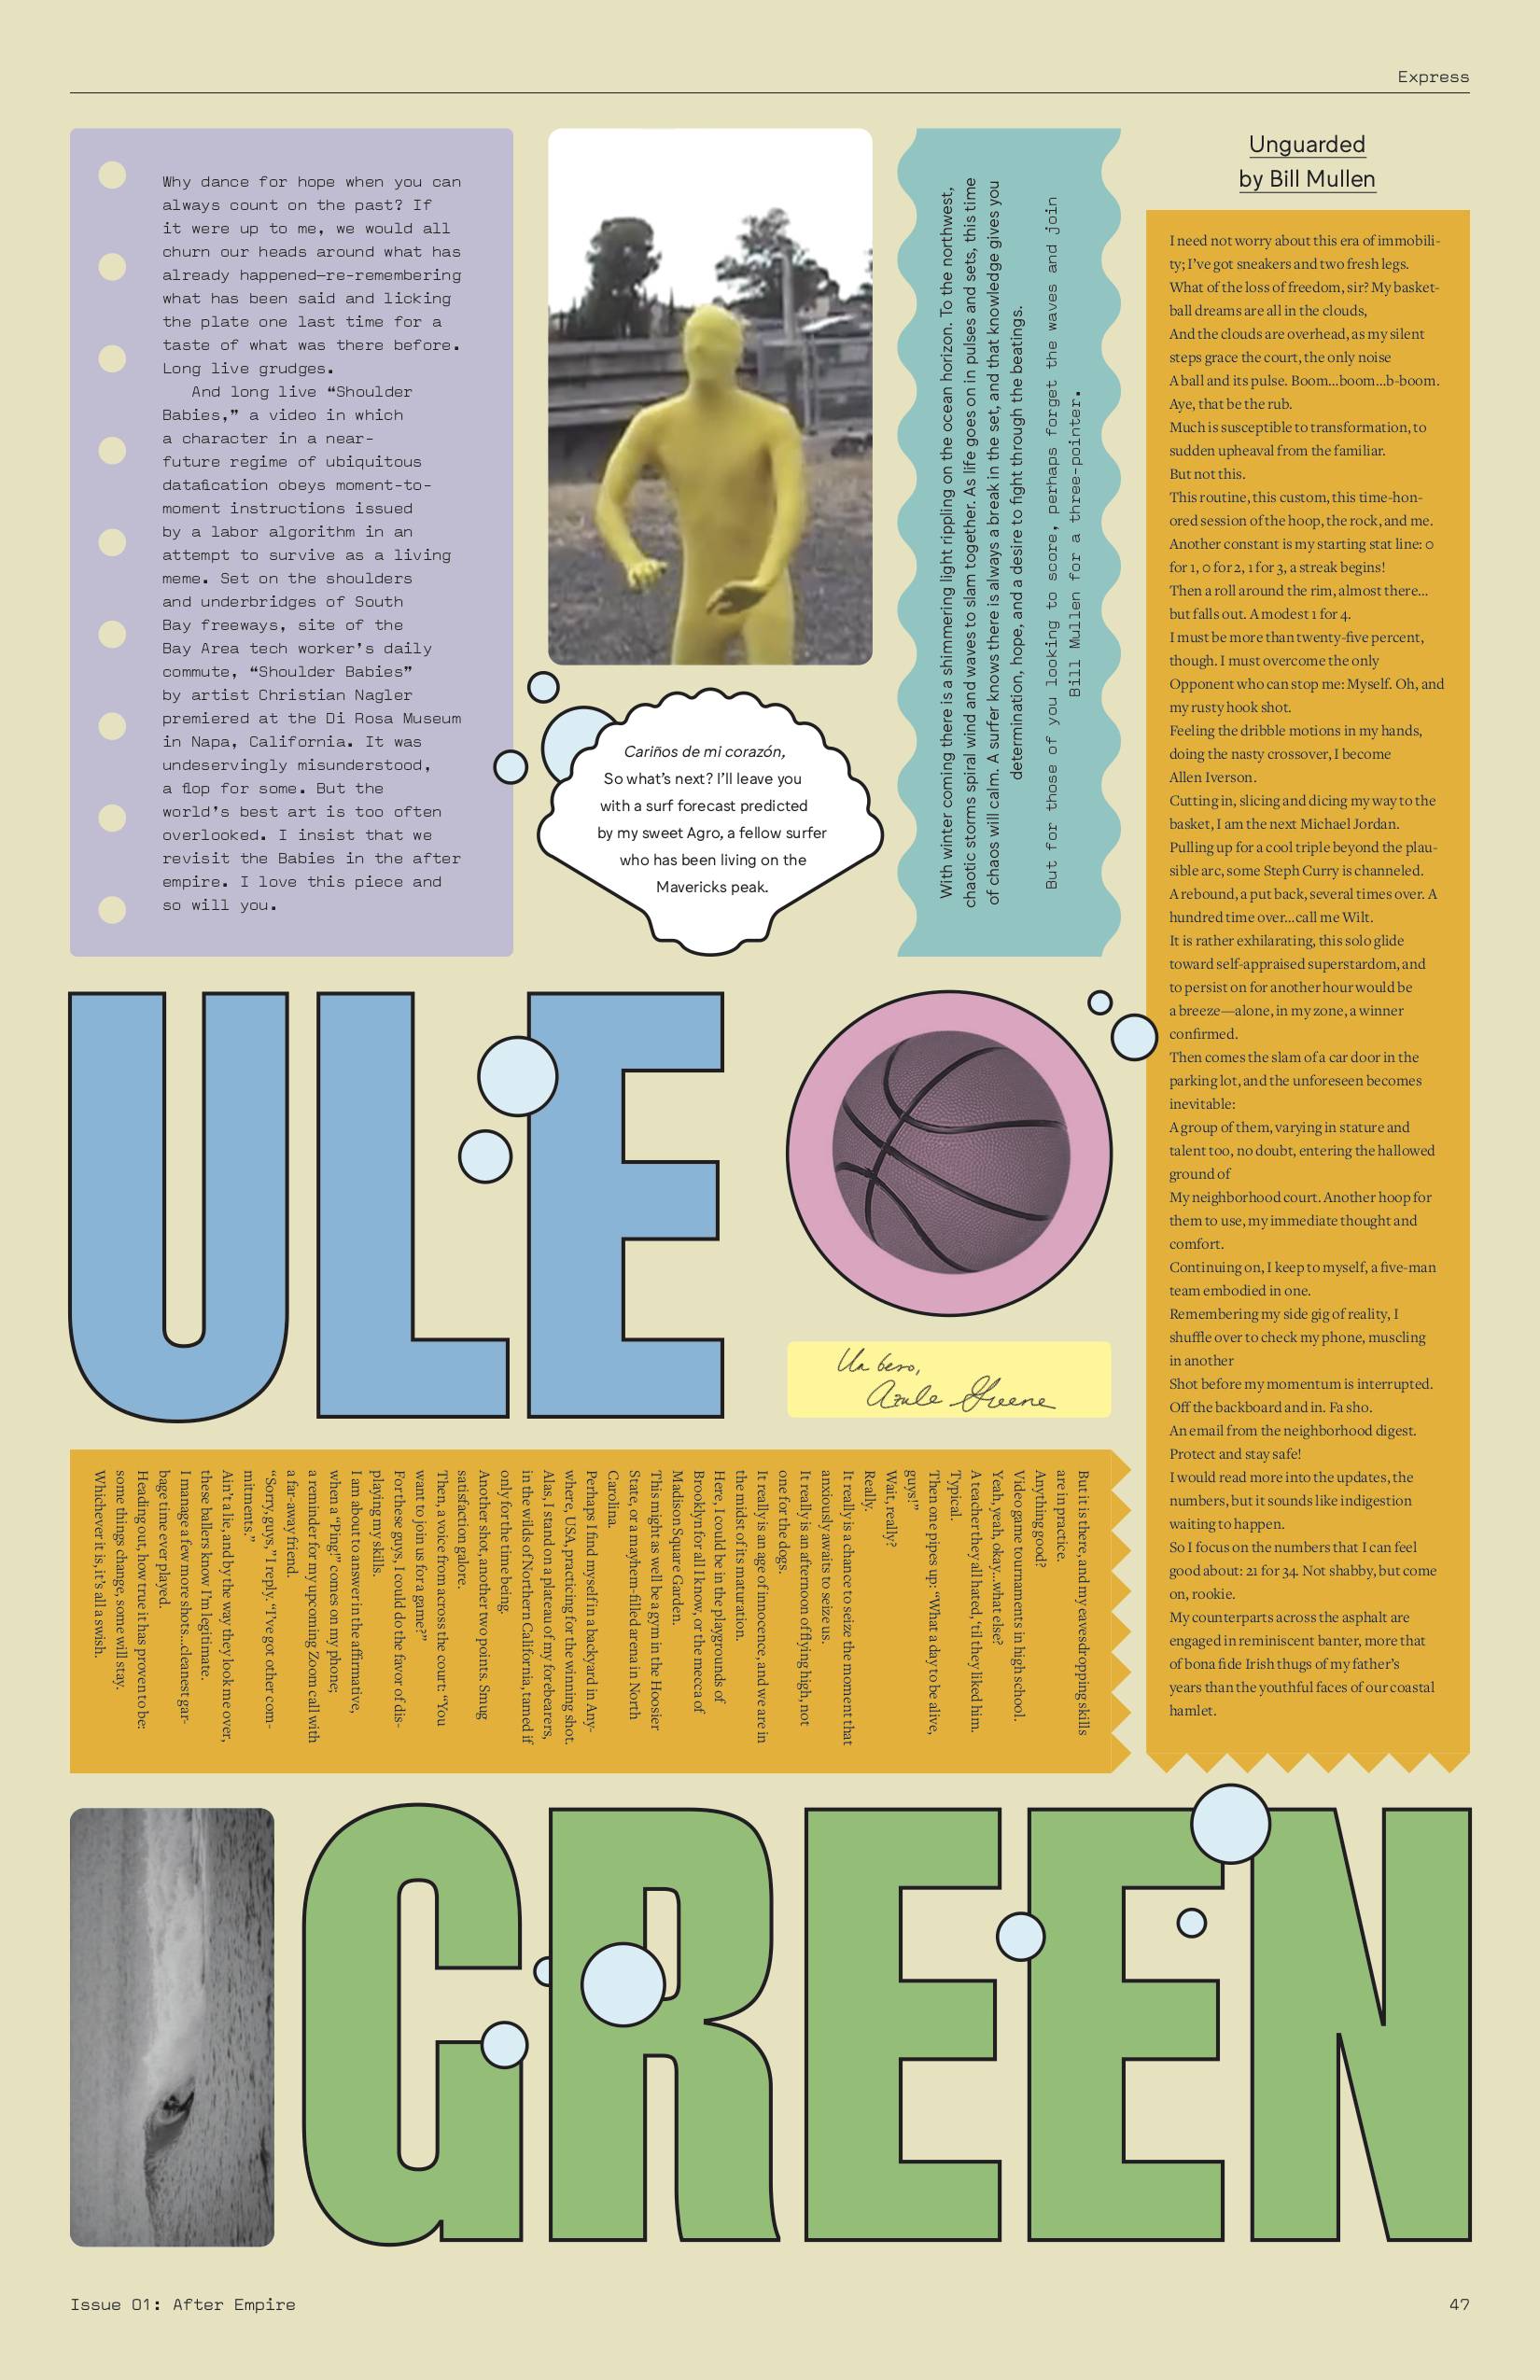 Express
Why dance for hope when you can
always count on the past? If
it were up to me, we would all
churn our heads around what has
already happened—re-remembering
what has been said and licking
the plate one last time for a
taste of what was there before.
Long live grudges.
And long live “Shoulder
Babies,” a video in which
a character in a near-
future regime of ubiquitous
datafication obeys moment-to-
moment instructions issued
by a labor algorithm in an
attempt to survive as a living
meme. Set on the shoulders
and underbridges of South
Bay freeways, site of the
Bay Area tech worker’s daily
commute, “Shoulder Babies”
by artist Christian Nagler
premiered at the Di Rosa Museum
in Napa, California. It was
undeservingly misunderstood,
a flop for some. But the
world’s best art is too often
overlooked. I insist that we
revisit the Babies in the after
empire. I love this piece and
so will you.
Cariños de mi corazón,
So what’s next? I’ll leave you
with a surf forecast predicted
by my sweet Agro, a fellow surfer
who has been living on the
Mavericks peak.
With winter coming there is a shimmering light rippling on the ocean horizon. To the northwest,
chaotic storms spiral wind and waves to slam together. As life goes on in pulses and sets, this time
of chaos will calm. A surfer knows there is always a break in the set, and that knowledge gives you
determination, hope, and a desire to fight through the beatings.
But for those of you looking to score, perhaps forget the waves and join
Bill Mullen for a three-pointer.
ULE
Un beso,
Azule Greene
Unguarded
by Bill Mullen
I need not worry about this era of immobili-
ty; I’ve got sneakers and two fresh legs.
What of the loss of freedom, sir? My basket-
ball dreams are all in the clouds,
And the clouds are overhead, as my silent
steps grace the court, the only noise
A ball and its pulse. Boom...boom...b-boom.
Aye, that be the rub.
Much is susceptible to transformation, to
sudden upheaval from the familiar.
But not this.
This routine, this custom, this time-hon-
ored session of the hoop, the rock, and me.
Another constant is my starting stat line: 0
for 1, 0 for 2, 1 for 3, a streak begins!
Then a roll around the rim, almost there...
but falls out. A modest 1 for 4.
I must be more than twenty-five percent,
though. I must overcome the only
Opponent who can stop me: Myself. Oh, and
my rusty hook shot.
Feeling the dribble motions in my hands,
doing the nasty crossover, I become
Allen Iverson.
Cutting in, slicing and dicing my way to the
basket, I am the next Michael Jordan.
Pulling up for a cool triple beyond the plau-
sible arc, some Steph Curry is channeled.
A rebound, a put back, several times over. A
hundred time over...call me Wilt.
It is rather exhilarating, this solo glide
toward self-appraised superstardom, and
to persist on for another hour would be
a breeze—alone, in my zone, a winner
confirmed.
Then comes the slam of a car door in the
parking lot, and the unforeseen becomes
inevitable:
A group of them, varying in stature and
talent too, no doubt, entering the hallowed
ground of
My neighborhood court. Another hoop for
them to use, my immediate thought and
comfort.
Continuing on, I keep to myself, a five-man
team embodied in one.
Remembering my side gig of reality, I
shuffle over to check my phone, muscling
in another
Shot before my momentum is interrupted.
Off the backboard and in. Fa sho.
An email from the neighborhood digest.
Protect and stay safe!
I would read more into the updates, the
numbers, but it sounds like indigestion
waiting to happen.
So I focus on the numbers that I can feel
good about: 21 for 34. Not shabby, but come
on, rookie.
My counterparts across the asphalt are
engaged in reminiscent banter, more that
of bona fide Irish thugs of my father’s
years than the youthful faces of our coastal
hamlet.
But it is there, and my eavesdropping skills
are in practice.
Anything good?
Video game tournaments in high school.
Yeah, yeah, okay...what else?
A teacher they all hated, ‘til they liked him.
Typical.
Then one pipes up: “What a day to be alive,
guys!”
Wait, really?
Really.
It really is a chance to seize the moment that
anxiously awaits to seize us.
It really is an afternoon of flying high, not
one for the dogs.
It really is an age of innocence, and we are in
the midst of its maturation.
Here, I could be in the playgrounds of
Brooklyn for all I know, or the mecca of
Madison Square Garden.
This might as well be a gym in the Hoosier
State, or a mayhem-filled arena in North
Carolina.
Perhaps I find myself in a backyard in Any-
where, USA, practicing for the winning shot.
Alas, I stand on a plateau of my forebearers,
in the wilds of Northern California, tamed if
only for the time being.
Another shot, another two points. Smug
satisfaction galore.
Then, a voice from across the court: “You
want to join us for a game?”
For these guys, I could do the favor of dis-
playing my skills.
I am about to answer in the affirmative,
when a “Ping!” comes on my phone;
a reminder for my upcoming Zoom call with
a far-away friend.
“Sorry, guys,” I reply. “I’ve got other com-
mitments.”
Ain’t a lie, and by the way they look me over,
these ballers know I’m legitimate.
I manage a few more shots...cleanest gar-
bage time ever played.
Heading out, how true it has proven to be:
some things change, some will stay.
Whichever it is, it’s all a swish.
GREEN
Issue 01: After Empire
47